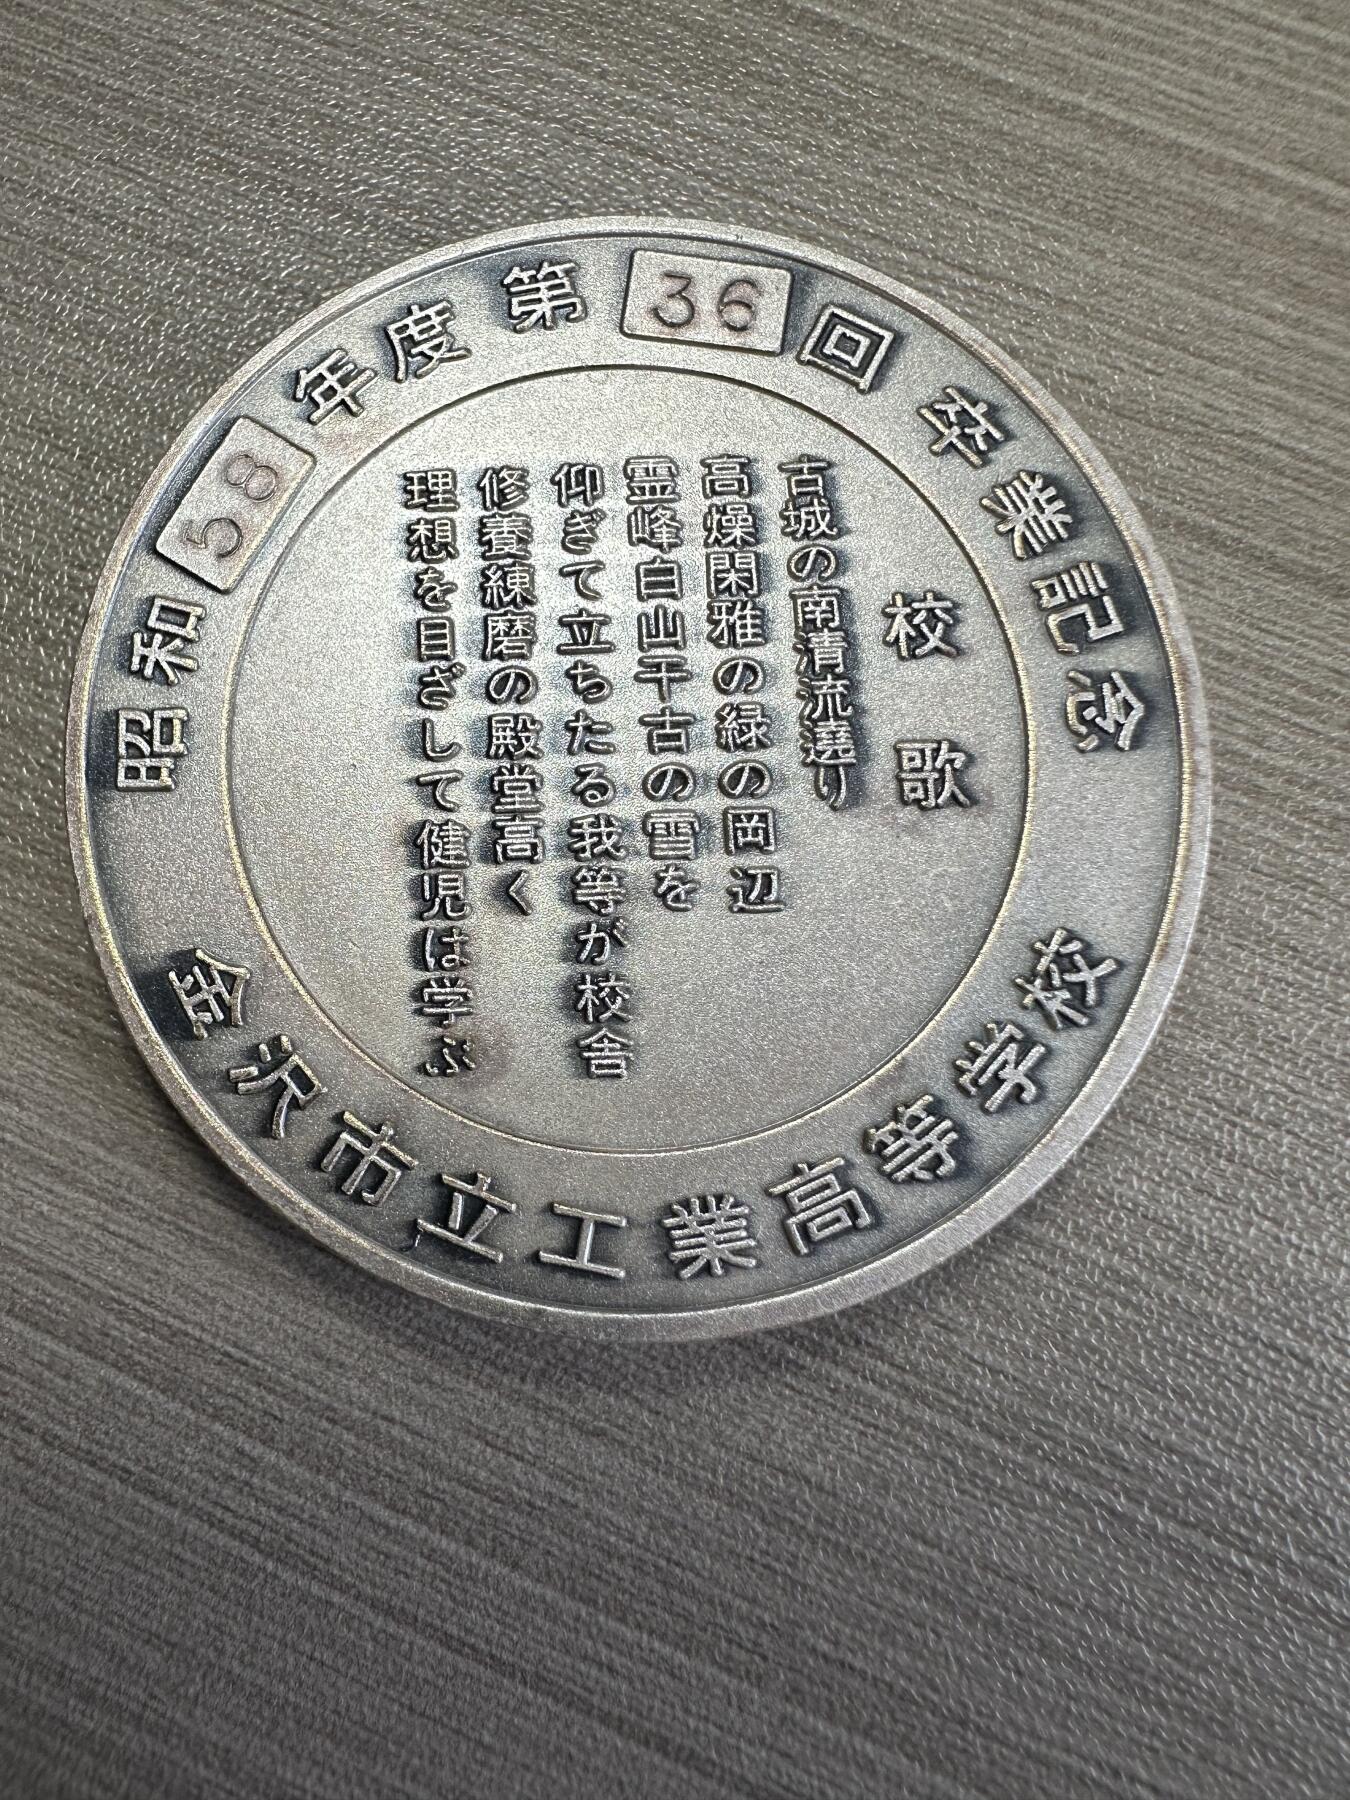 昭和58年度第36回卒業記念
校歌
古城の南清流遶り
高燥閑雅の緑の岡辺
霊峰白山千古の雪を
仰ぎて立ちたる我等が校舎
修養練磨の殿堂高く
理想を目ざして健児は学ぶ
金沢市立工業高等学校